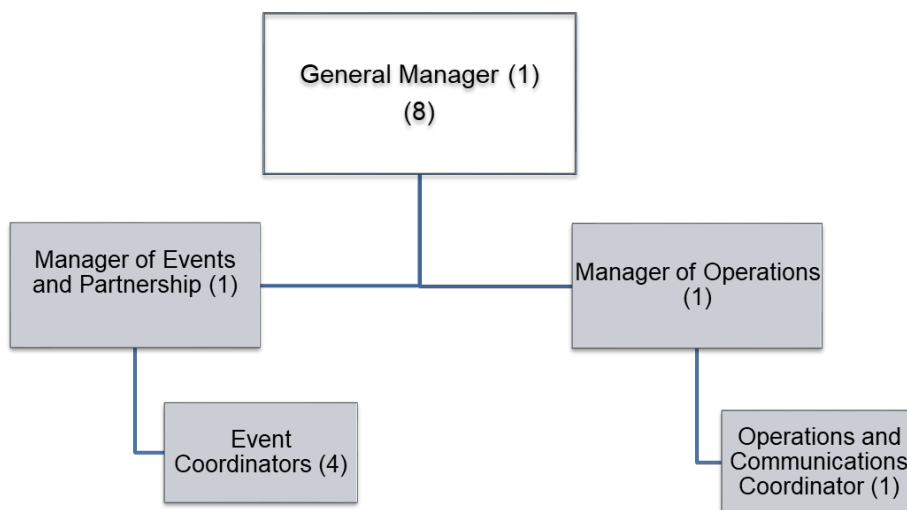 General Manager (1)
(8)
Manager of Events
and Partnership (1)
Manager of Operations
(1)
Event
Coordinators (4)
Operations and
Communications
Coordinator (1)